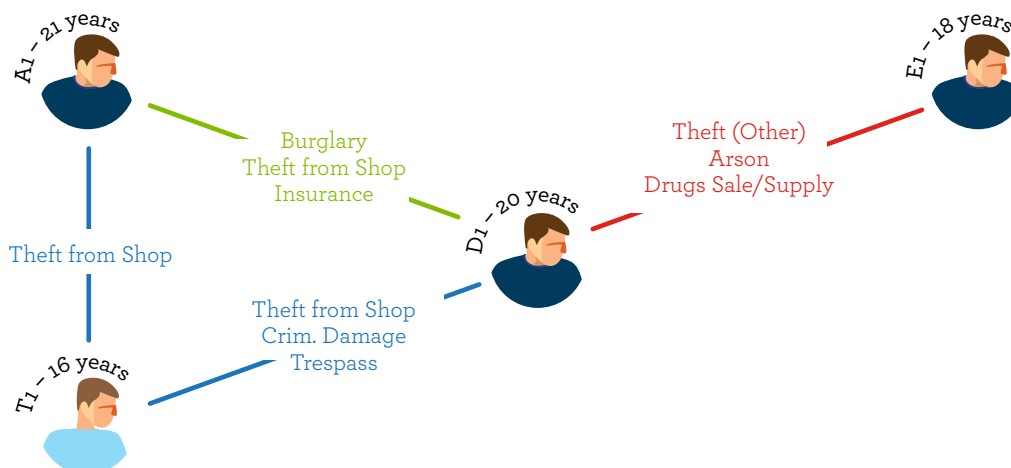 A1 – 21 years
E1 – 18 years
Burglary
Theft from Shop
Insurance
Theft (Other)
Arson
Drugs Sale/Supply
D1 – 20 years
Theft from Shop
Theft from Shop
Crim. Damage
Trespass
T1 – 16 years